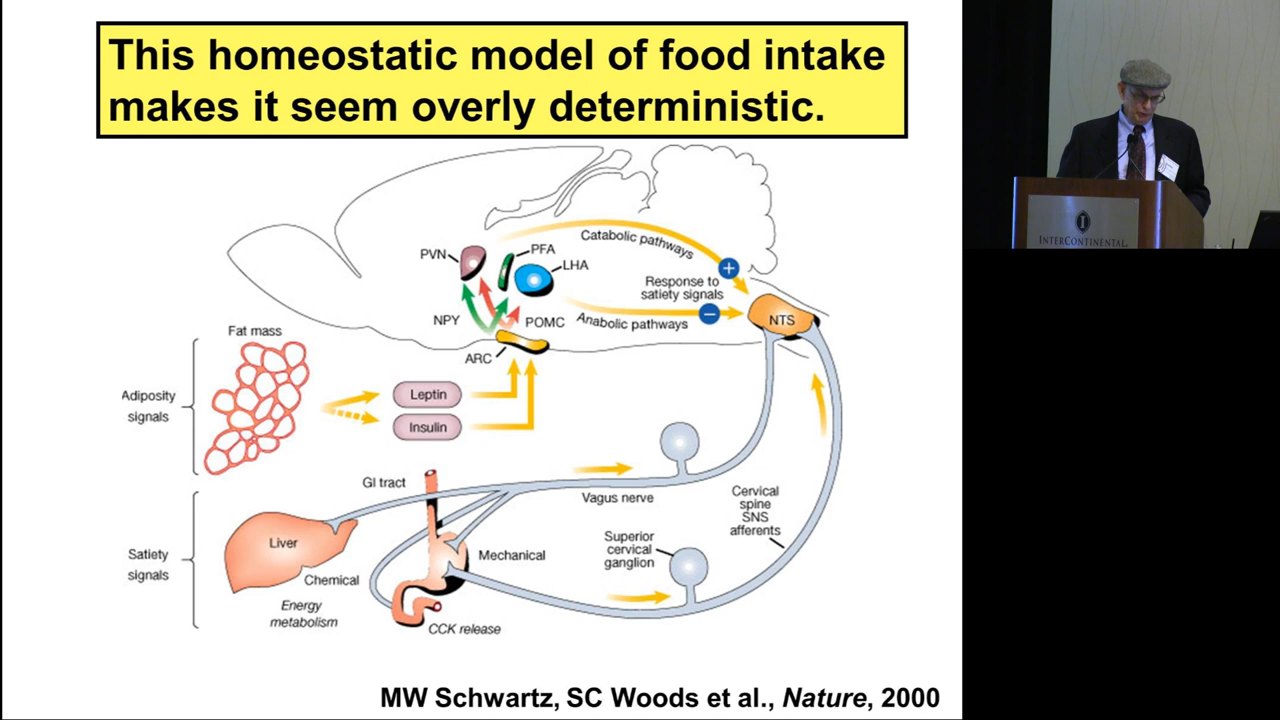 This homeostatic model of food intake
makes it seem overly deterministic.
Catabolic pathways
PVN
PFA
LHA
Response to
satiety signals
NPY
POMC
Anabolic pathways
NTS
ARC
Fat mass
Adiposity
signals
Leptin
Insulin
GI tract
Vagus nerve
Cervical
spine
SNS
afferents
Superior
cervical
ganglion
Satiety
signals
Liver
Mechanical
Chemical
Energy
metabolism
CCK release
MW Schwartz, SC Woods et al., Nature, 2000
I
INTERCONTINENTAL